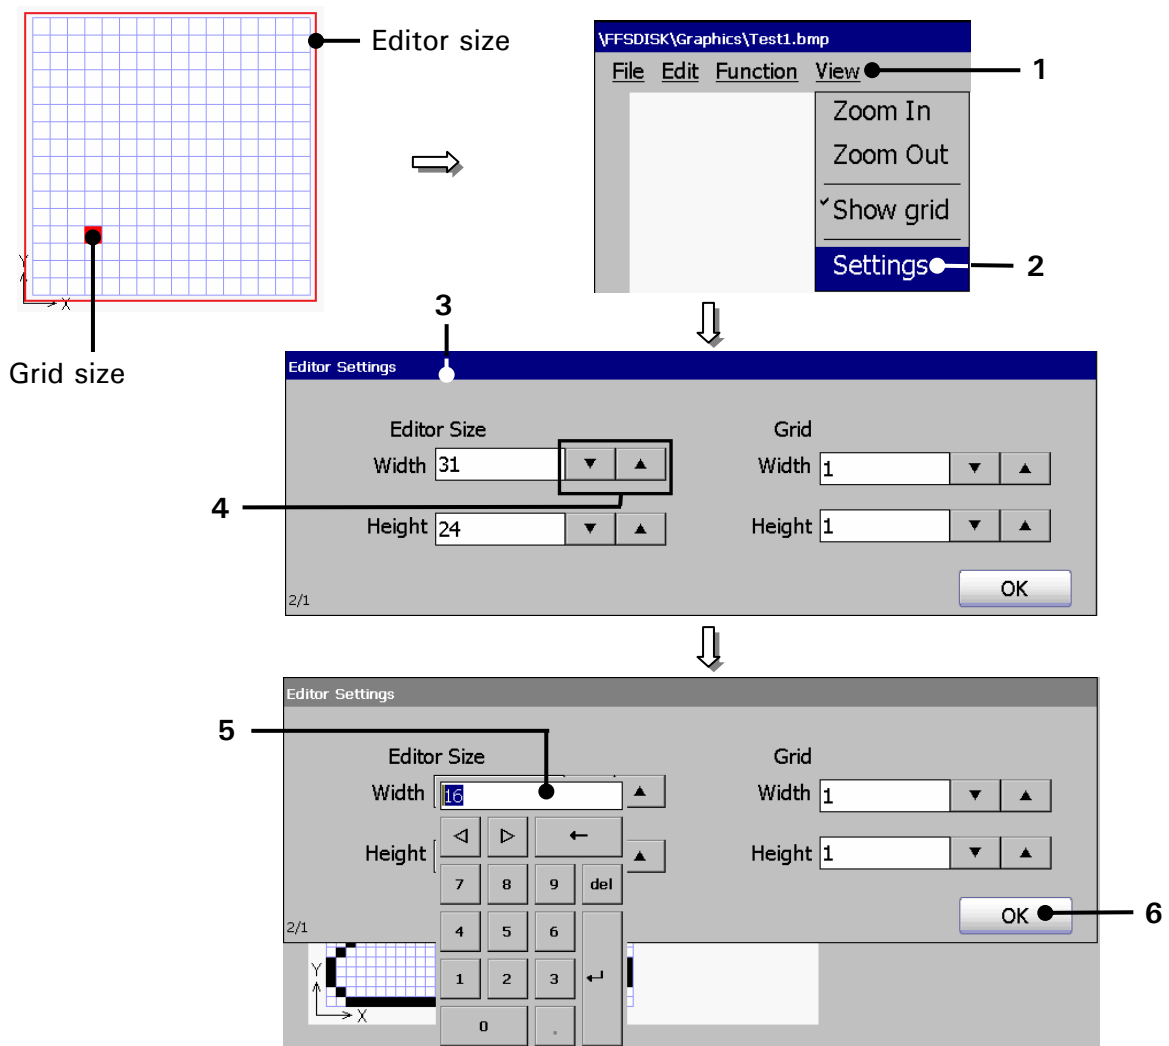 Editor size
Y
X
Grid size
\FFSDISK\Graphics\Test1.bmp
File Edit Function View
1
Zoom In
Zoom Out
Show grid
Settings
2
3
Editor Settings
Editor Size
Grid
Width 31 ▼ ▲
Width 1 ▼ ▲
4
Height 24 ▼ ▲
Height 1 ▼ ▲
OK
2/1
Editor Settings
5
Editor Size
Grid
Width 16 ▲
Width 1 ▼ ▲
Height ▲
Height 1 ▼ ▲
7 8 9 del
OK
6
2/1
4 5 6
1 2 3
0 .
Y
X